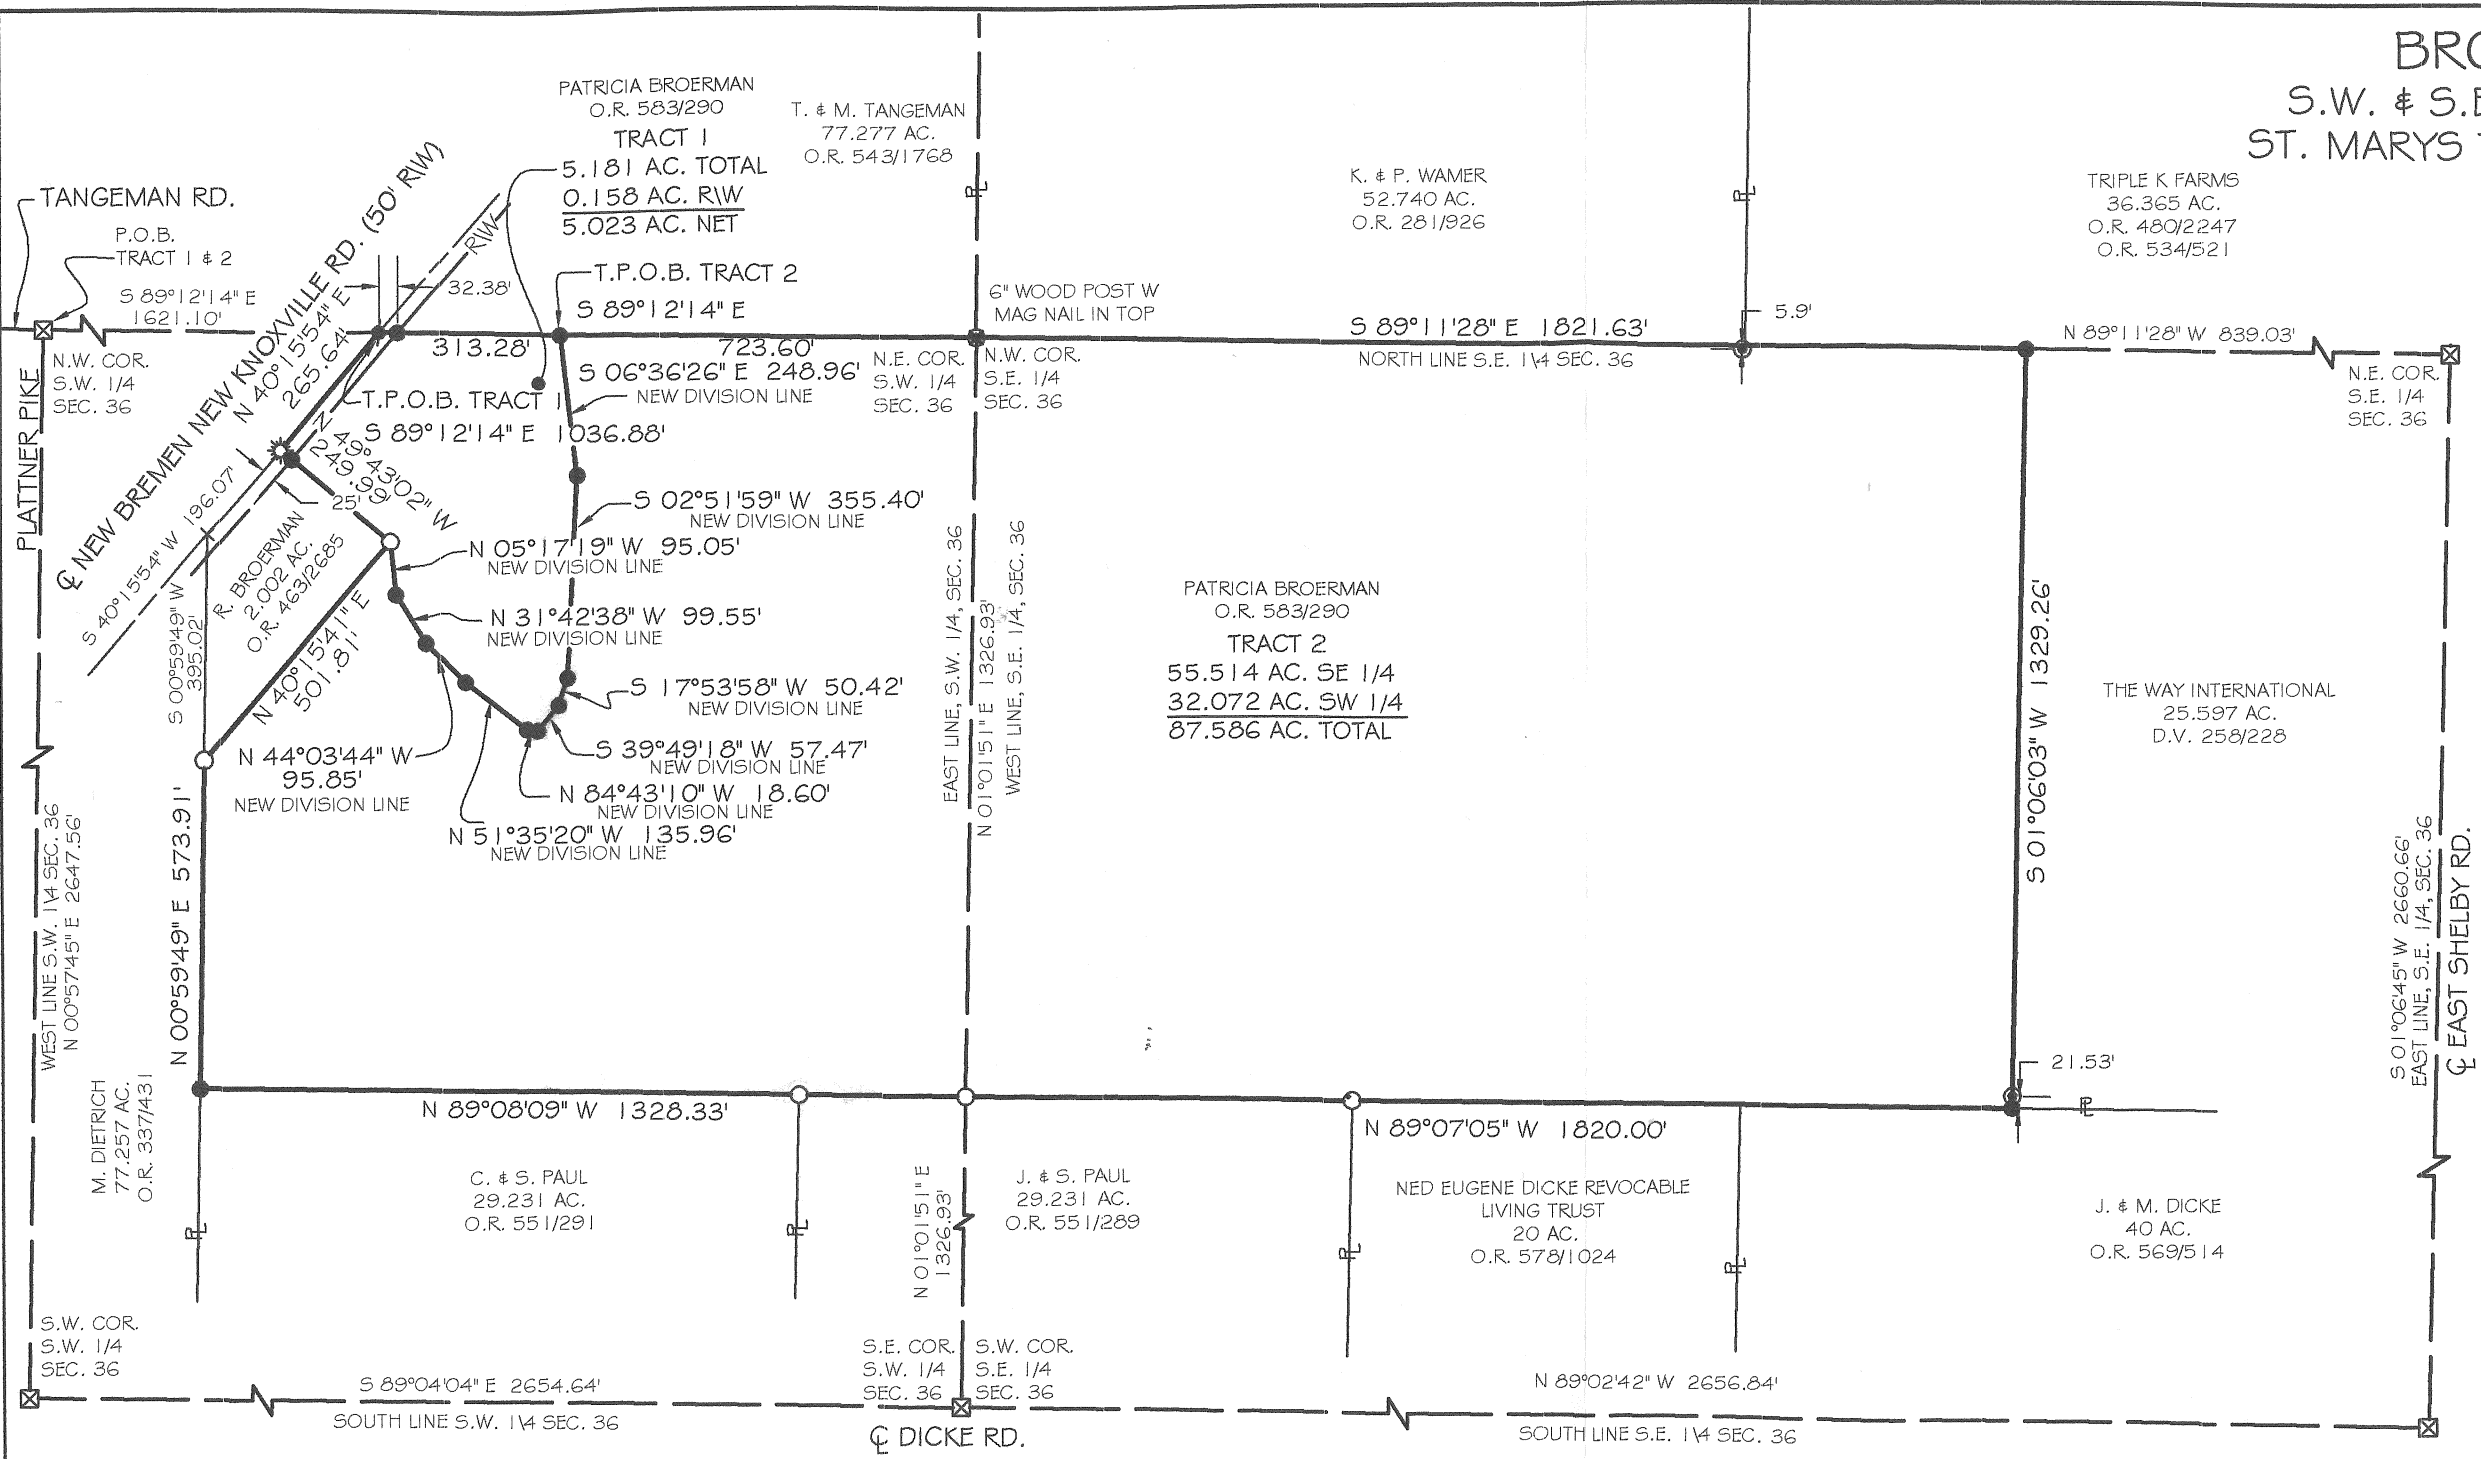 BRO
S.W. & S.E
ST. MARYS T
PATRICIA BROERMAN
O.R. 583/290
TRACT 1
5.181 AC. TOTAL
0.158 AC. R\W
5.023 AC. NET
T. & M. TANGEMAN
77.277 AC.
O.R. 543/1768
K. & P. WAMER
52.740 AC.
O.R. 281/926
TRIPLE K FARMS
36.365 AC.
O.R. 480/2247
O.R. 534/521
TANGEMAN RD.
P.O.B.
TRACT 1 & 2
S 89°12'14" E
1621.10'
℄ NEW BREMEN NEW KNOXVILLE RD. (50' R\W)
R\W
N 40°15'54" E
265.64'
32.38'
T.P.O.B. TRACT 2
S 89°12'14" E
6" WOOD POST W
MAG NAIL IN TOP
5.9'
S 89°11'28" E 1821.63'
NORTH LINE S.E. 1\4 SEC. 36
N 89°11'28" W 839.03'
313.28'
723.60'
N.W. COR.
S.W. 1/4
SEC. 36
N.E. COR.
S.W. 1/4
SEC. 36
N.W. COR.
S.E. 1/4
SEC. 36
N.E. COR.
S.E. 1/4
SEC. 36
PLATTNER PIKE
S 06°36'26" E 248.96'
NEW DIVISION LINE
T.P.O.B. TRACT 1
S 89°12'14" E 1036.88'
N 49°43'02" W
249.99'
25'
S 40°15'54" W 196.07'
R. BROERMAN
2.002 AC.
O.R. 463/2685
S 00°59'49" W
395.02'
N 40°15'41" E
501.81'
S 02°51'59" W 355.40'
NEW DIVISION LINE
N 05°17'19" W 95.05'
NEW DIVISION LINE
N 31°42'38" W 99.55'
NEW DIVISION LINE
S 17°53'58" W 50.42'
NEW DIVISION LINE
S 39°49'18" W 57.47'
NEW DIVISION LINE
N 44°03'44" W
95.85'
NEW DIVISION LINE
N 84°43'10" W 18.60'
NEW DIVISION LINE
N 51°35'20" W 135.96'
NEW DIVISION LINE
EAST LINE, S.W. 1/4, SEC. 36
N 01°01'51" E 1326.93'
WEST LINE, S.E. 1/4, SEC. 36
PATRICIA BROERMAN
O.R. 583/290
TRACT 2
55.514 AC. SE 1/4
32.072 AC. SW 1/4
87.586 AC. TOTAL
S 01°06'03" W 1329.26'
THE WAY INTERNATIONAL
25.597 AC.
D.V. 258/228
WEST LINE S.W. 1\4 SEC. 36
N 00°57'45" E 2647.56'
N 00°59'49" E 573.91'
S 01°06'45" W 2660.66'
EAST LINE, S.E. 1/4, SEC. 36
℄ EAST SHELBY RD.
21.53'
N 89°08'09" W 1328.33'
N 89°07'05" W 1820.00'
M. DIETRICH
77.257 AC.
O.R. 337/431
C. & S. PAUL
29.231 AC.
O.R. 551/291
N 01°01'51" E
1326.93'
J. & S. PAUL
29.231 AC.
O.R. 551/289
NED EUGENE DICKE REVOCABLE
LIVING TRUST
20 AC.
O.R. 578/1024
J. & M. DICKE
40 AC.
O.R. 569/514
S.W. COR.
S.W. 1/4
SEC. 36
S.E. COR.
S.W. 1/4
SEC. 36
S.W. COR.
S.E. 1/4
SEC. 36
S 89°04'04" E 2654.64'
SOUTH LINE S.W. 1\4 SEC. 36
N 89°02'42" W 2656.84'
SOUTH LINE S.E. 1\4 SEC. 36
℄ DICKE RD.